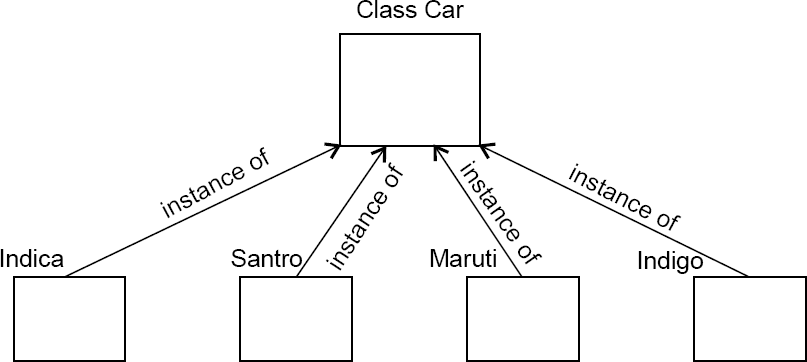 Class Car
instance of
instance of
instance of
instance of
Indica
Santro
Maruti
Indigo